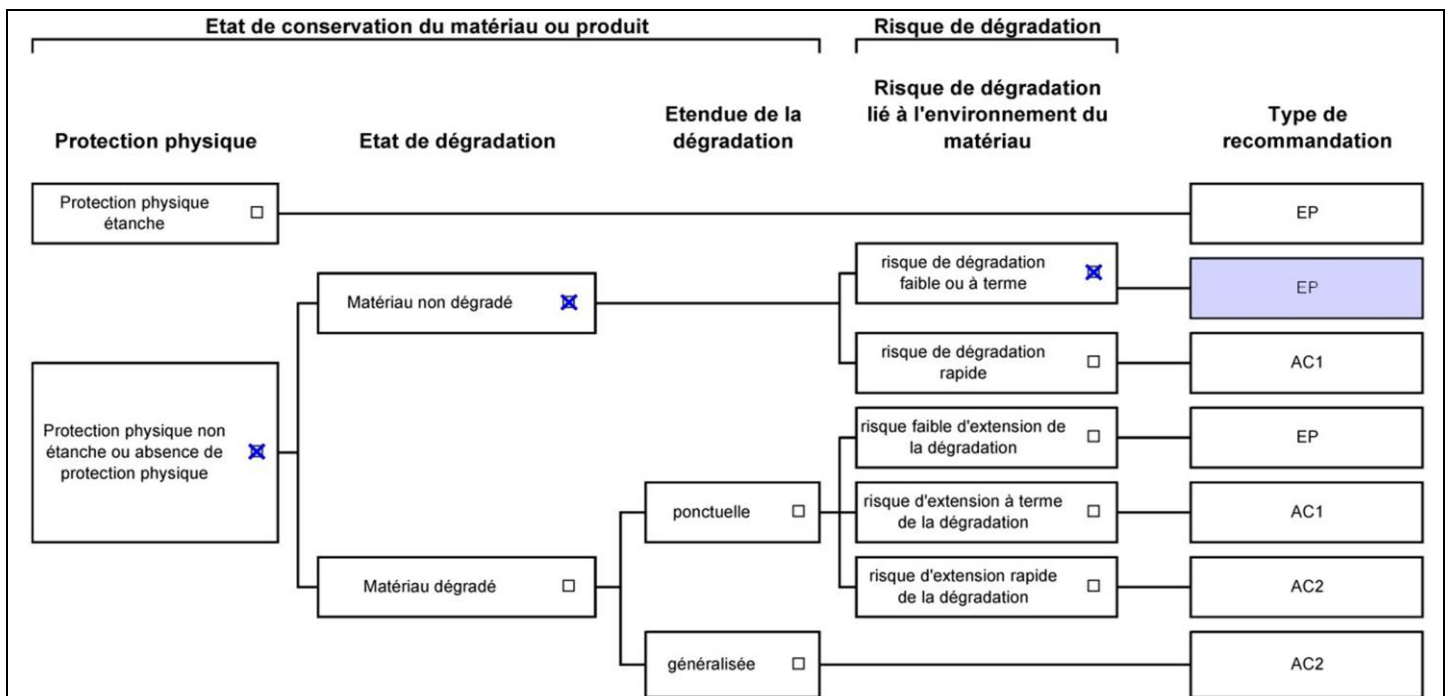 Etat de conservation du matériau ou produit
Risque de dégradation
Protection physique
Etat de dégradation
Etendue de la
dégradation
Risque de dégradation
lié à l'environnement du
matériau
Type de
recommandation
Protection physique
étanche
EP
risque de dégradation
faible ou à terme
EP
Matériau non dégradé
risque de dégradation
rapide
AC1
Protection physique non
étanche ou absence de
protection physique
risque faible d'extension de
la dégradation
EP
ponctuelle
risque d'extension à terme
de la dégradation
AC1
Matériau dégradé
risque d'extension rapide
de la dégradation
AC2
généralisée
AC2